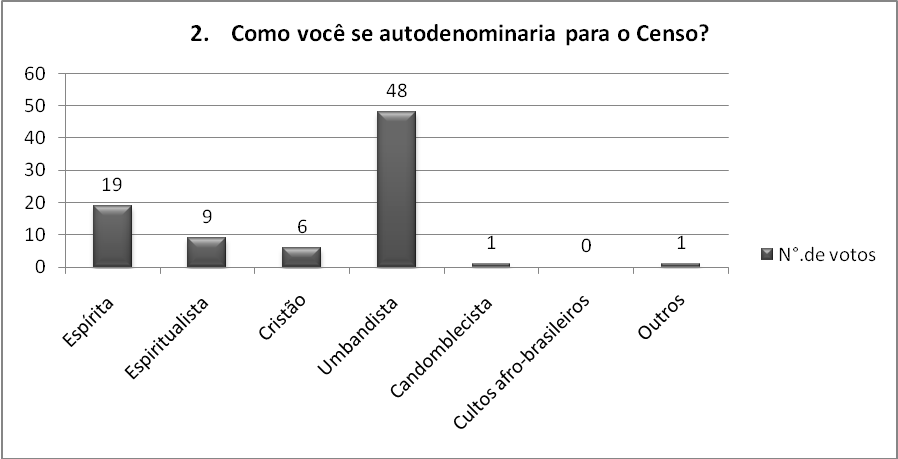 2. Como você se autodenominaria para o Censo?
60
50
40
30
20
10
0
19
9
6
48
1
0
1
Espírita
Espiritualista
Cristão
Umbandista
Candomblecista
Cultos afro-brasileiros
Outros
N°.de votos